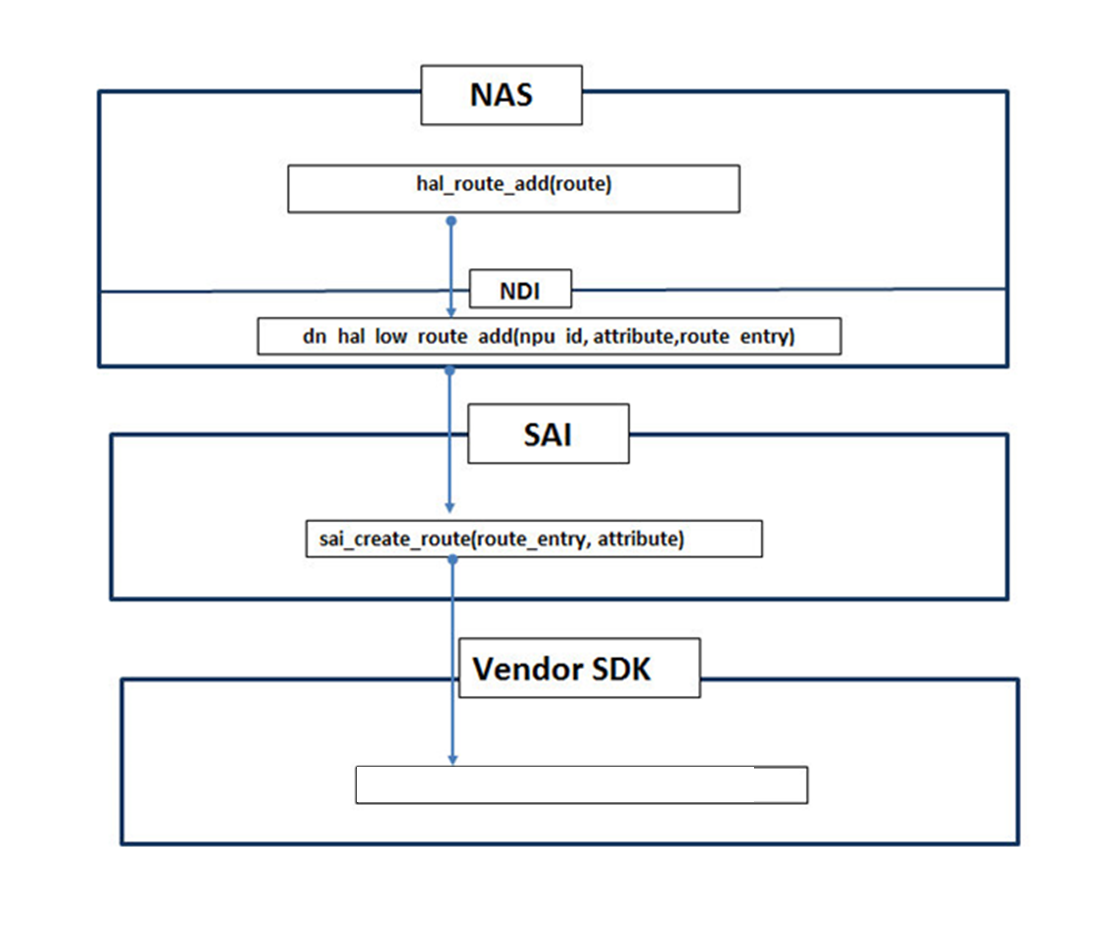 NAS
hal_route_add(route)
NDI
dn hal low route add(npu id, attribute,route entry)
SAI
sai_create_route(route_entry, attribute)
Vendor SDK